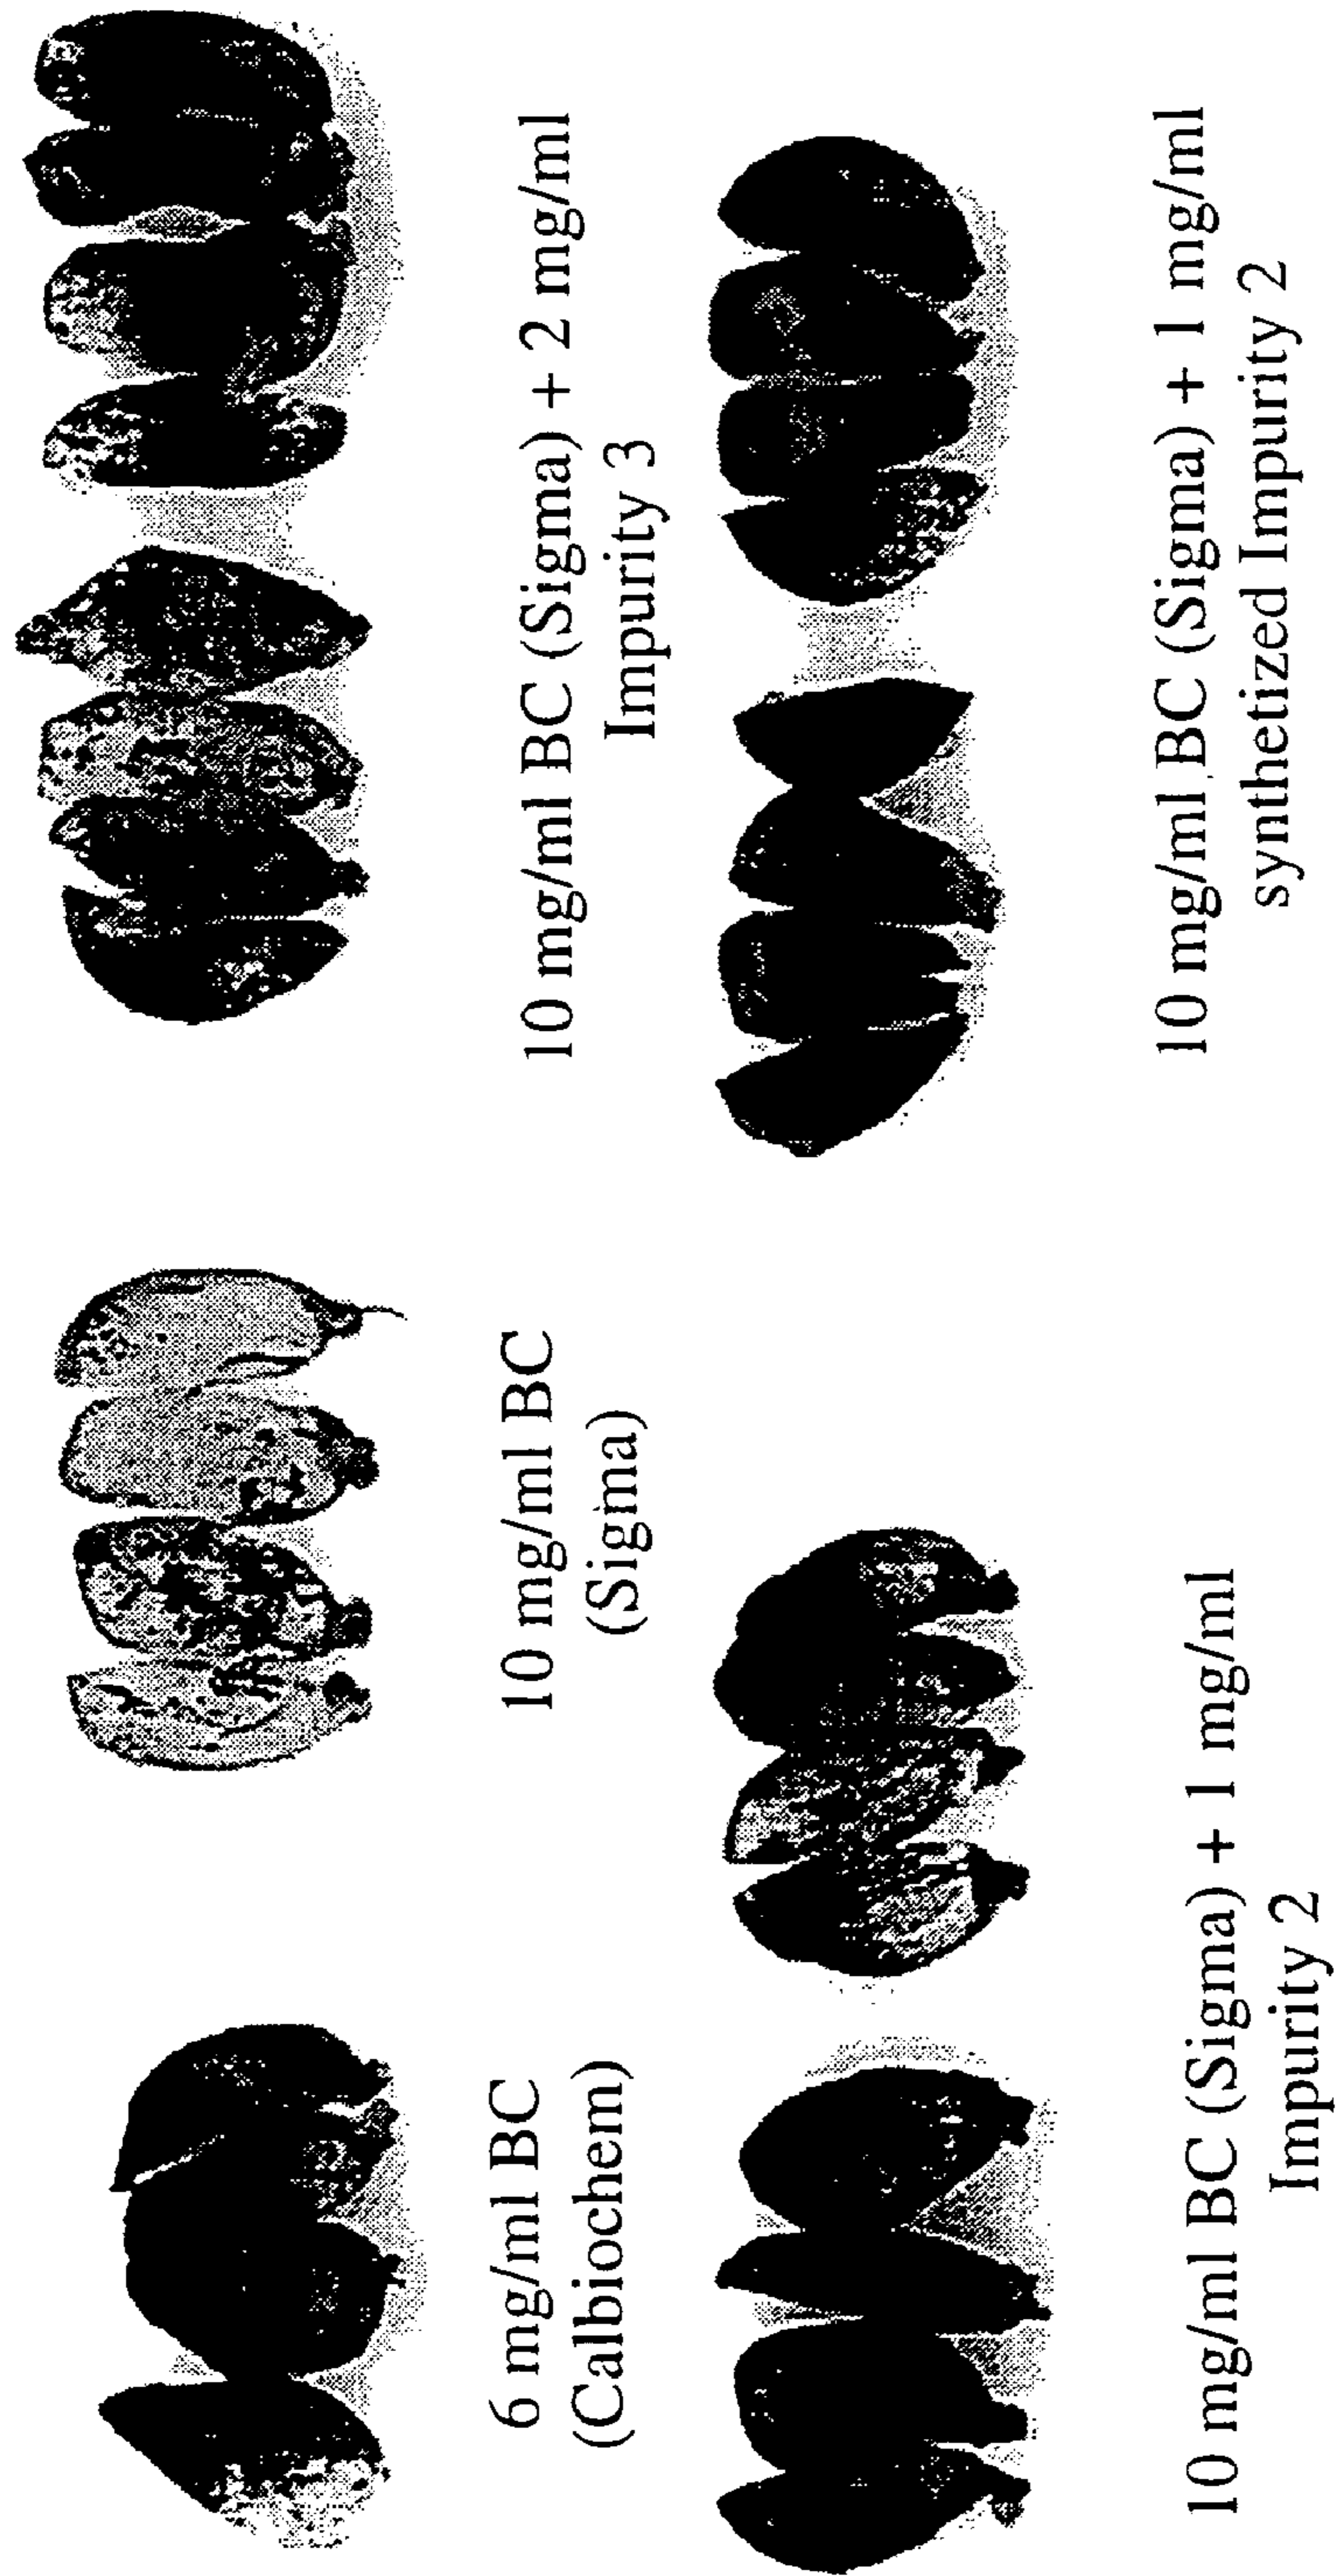 6 mg/ml BC
(Calbiochem)
10 mg/ml BC
(Sigma)
10 mg/ml BC (Sigma) + 2 mg/ml
Impurity 3
10 mg/ml BC (Sigma) + 1 mg/ml
Impurity 2
10 mg/ml BC (Sigma) + 1 mg/ml
synthetized Impurity 2